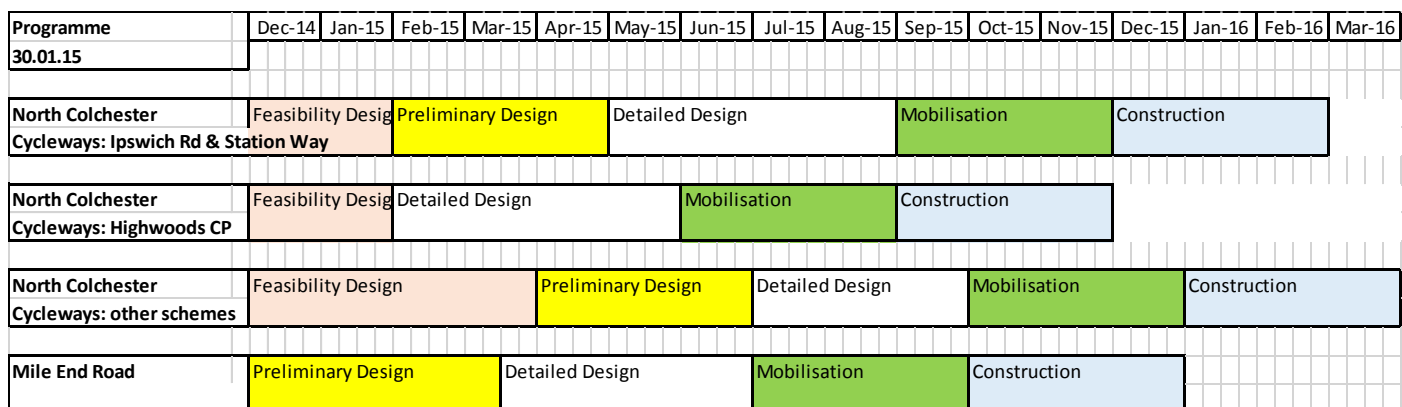 Programme Dec-14 Jan-15 Feb-15 Mar-15 Apr-15 May-15 Jun-15 Jul-15 Aug-15 Sep-15 Oct-15 Nov-15 Dec-15 Jan-16 Feb-16 Mar-16
30.01.15
North Colchester Feasibility Desig Preliminary Design Detailed Design Mobilisation Construction
Cycleways: Ipswich Rd & Station Way
North Colchester Feasibility Desig Detailed Design Mobilisation Construction
Cycleways: Highwoods CP
North Colchester Feasibility Design Preliminary Design Detailed Design Mobilisation Construction
Cycleways: other schemes
Mile End Road Preliminary Design Detailed Design Mobilisation Construction